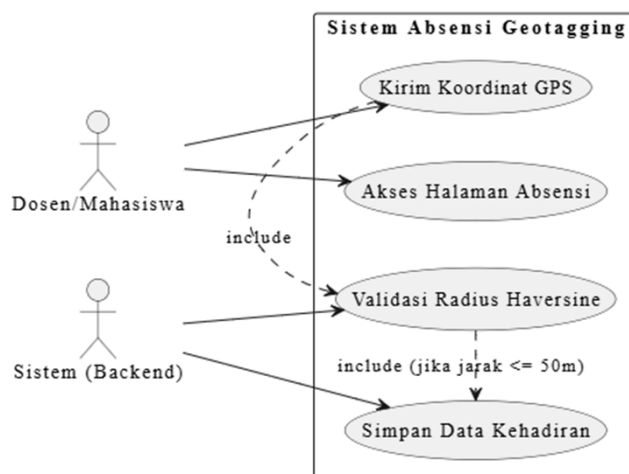 Sistem Absensi Geotagging
Kirim Koordinat GPS
Dosen/Mahasiswa
Akses Halaman Absensi
include
Validasi Radius Haversine
Sistem (Backend)
include (jika jarak <= 50m)
Simpan Data Kehadiran